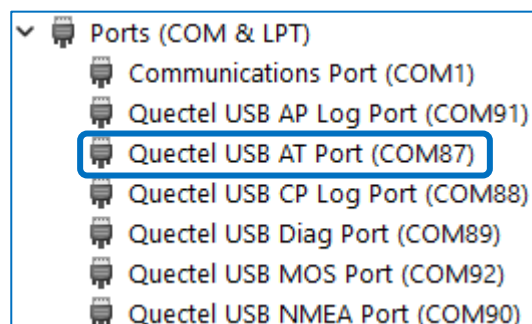 Ports (COM & LPT)
Communications Port (COM1)
Quectel USB AP Log Port (COM91)
Quectel USB AT Port (COM87)
Quectel USB CP Log Port (COM88)
Quectel USB Diag Port (COM89)
Quectel USB MOS Port (COM92)
Quectel USB NMEA Port (COM90)